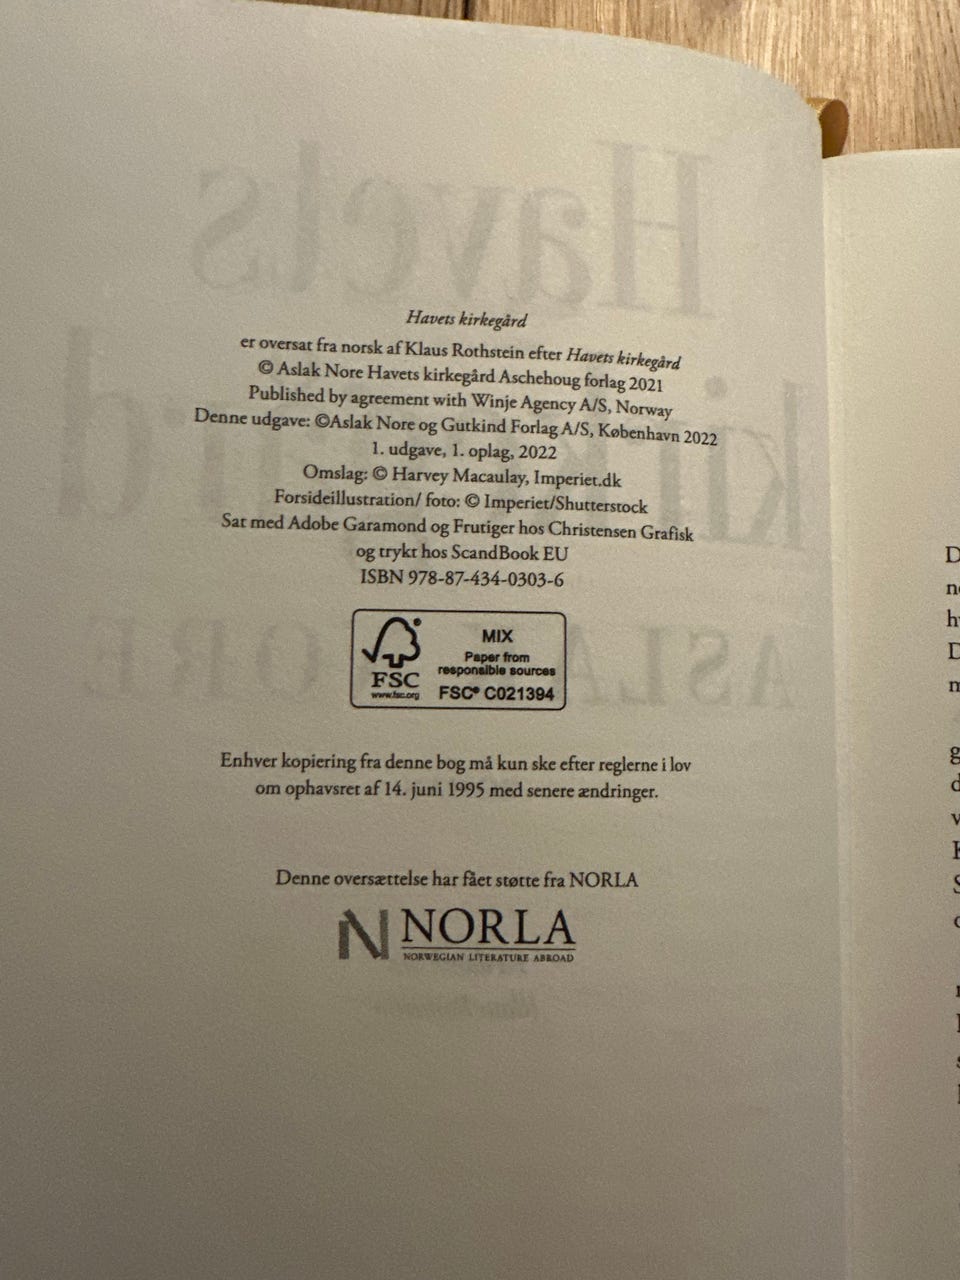 Havets kirkegård
er oversat fra norsk af Klaus Rothstein efter Havets kirkegård
© Aslak Nore Havets kirkegård Aschehoug forlag 2021
Published by agreement with Winje Agency A/S, Norway
Denne udgave: ©Aslak Nore og Gutkind Forlag A/S, København 2022
1. udgave, 1. oplag, 2022
Omslag: © Harvey Macaulay, Imperiet.dk
Forsideillustration/ foto: © Imperiet/Shutterstock
Sat med Adobe Garamond og Frutiger hos Christensen Grafisk
og trykt hos ScandBook EU
ISBN 978-87-434-0303-6
FSC
www.fsc.org
MIX
Paper from
responsible sources
FSC® C021394
Enhver kopiering fra denne bog må kun ske efter reglerne i lov
om ophavsret af 14. juni 1995 med senere ændringer.
Denne oversættelse har fået støtte fra NORLA
N NORLA
NORWEGIAN LITERATURE ABROAD